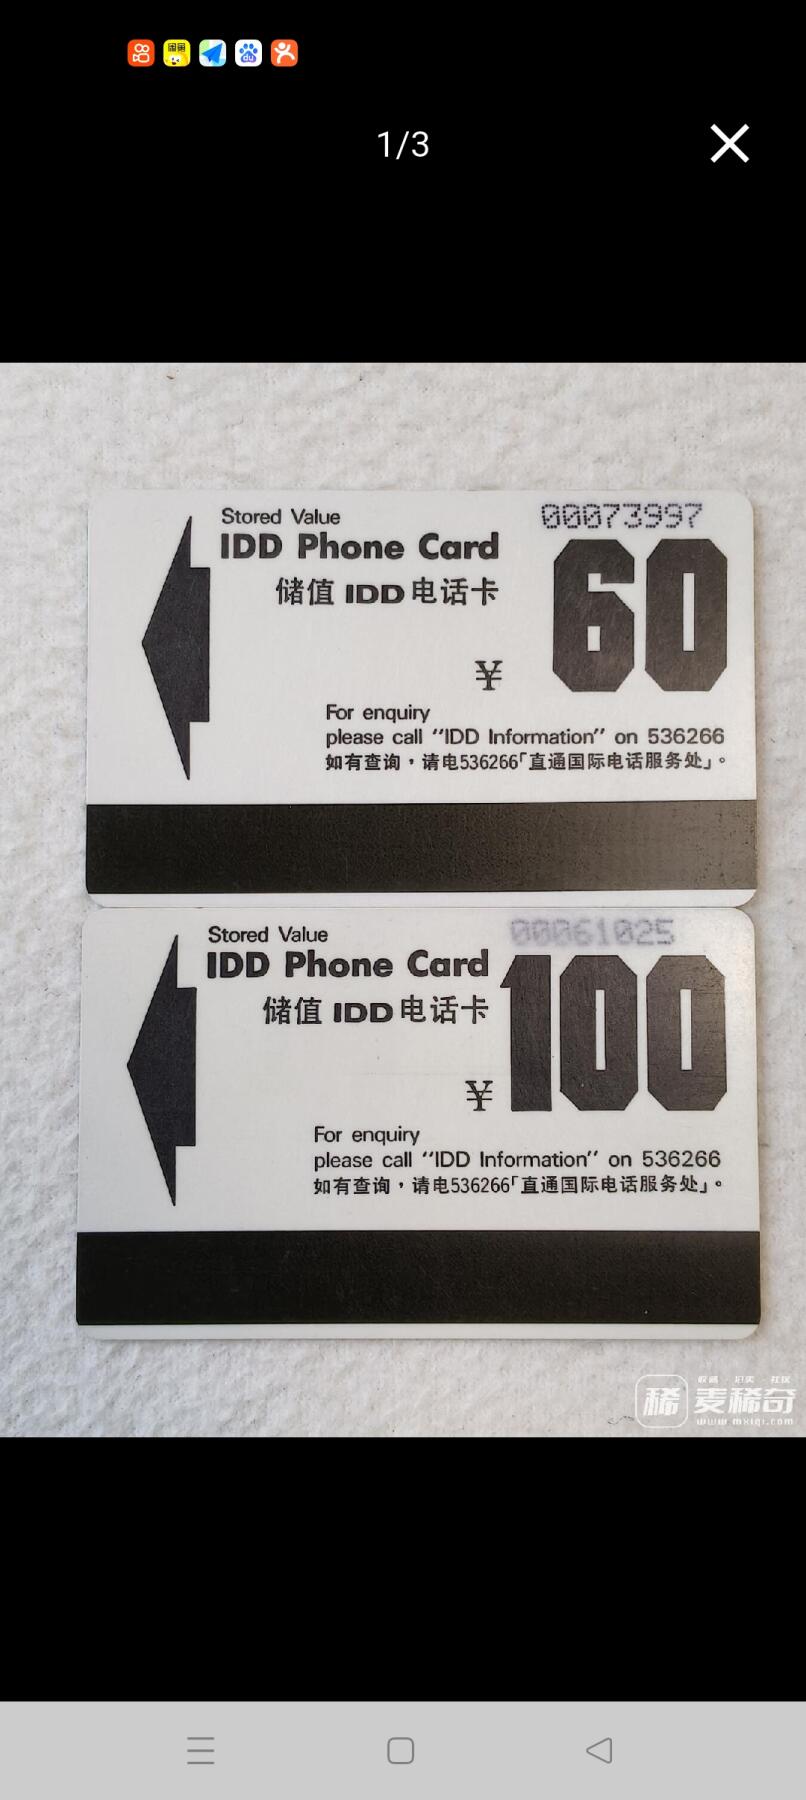 1/3
Stored Value
00073997
IDD Phone Card
60
储值 IDD 电话卡
¥
For enquiry
please call “IDD Information” on 536266
如有查询，请电536266「直通国际电话服务处」。
Stored Value
00061025
IDD Phone Card
100
储值 IDD 电话卡
¥
For enquiry
please call “IDD Information” on 536266
如有查询，请电536266「直通国际电话服务处」。
稀 麦稀奇
www.mxiqi.com